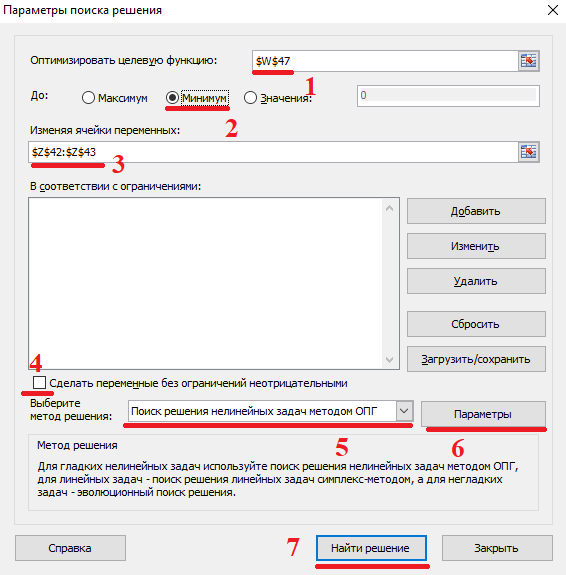 Параметры поиска решения
Оптимизировать целевую функцию: $W$47
1
До: Максимум Минимум Значения: 0
2
Изменяя ячейки переменных:
$Z$42:$Z$43
3
В соответствии с ограничениями:
Добавить
Изменить
Удалить
Сбросить
Загрузить/сохранить
4
Сделать переменные без ограничений неотрицательными
Выберите
метод решения: Поиск решения нелинейных задач методом ОПГ Параметры
5 6
Метод решения
Для гладких нелинейных задач используйте поиск решения нелинейных задач методом ОПГ,
для линейных задач - поиск решения линейных задач симплекс-методом, а для негладких
задач - эволюционный поиск решения.
Справка 7 Найти решение Закрыть